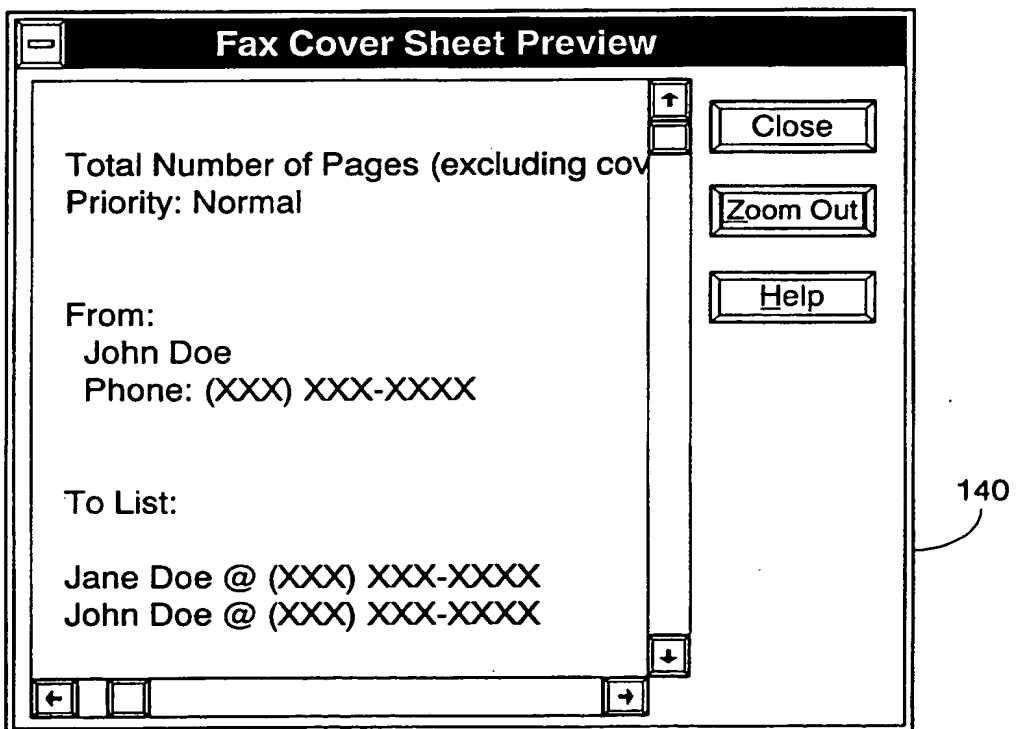 Fax Cover Sheet Preview
Total Number of Pages (excluding cov
Priority: Normal
From:
John Doe
Phone: (XXX) XXX-XXXX
To List:
Jane Doe @ (XXX) XXX-XXXX
John Doe @ (XXX) XXX-XXXX
Close
Zoom Out
Help
140